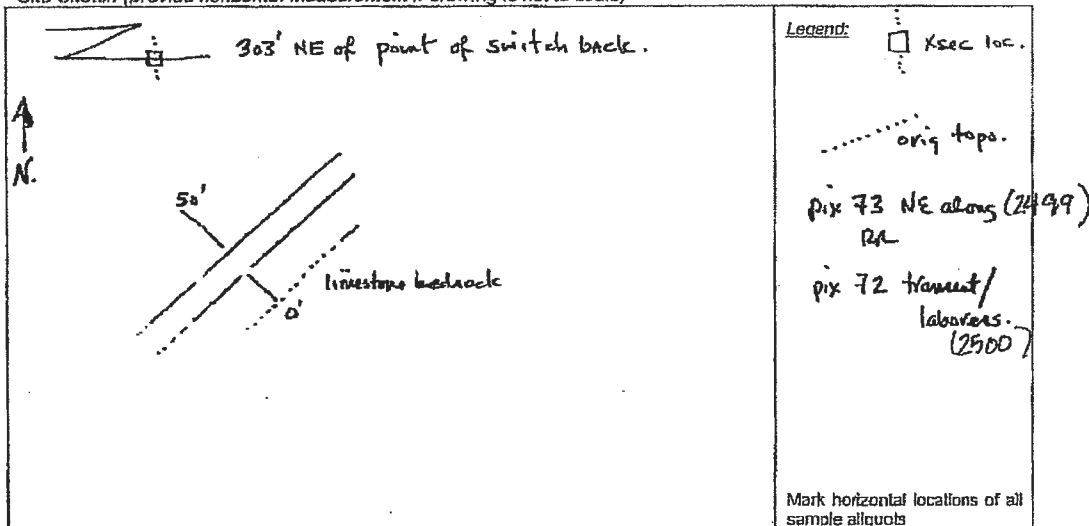 Site Sketch (provide horizontal measurement if drawing is not to scale)
303' NE of point of switch back.
N.
50'
limestone bedrock
0'
Legend:
Xsec loc.
orig topo.
pix 73 NE along (2499)
RR
pix 72 transit/
laborers.
(2500)
Mark horizontal locations of all
sample aliquots